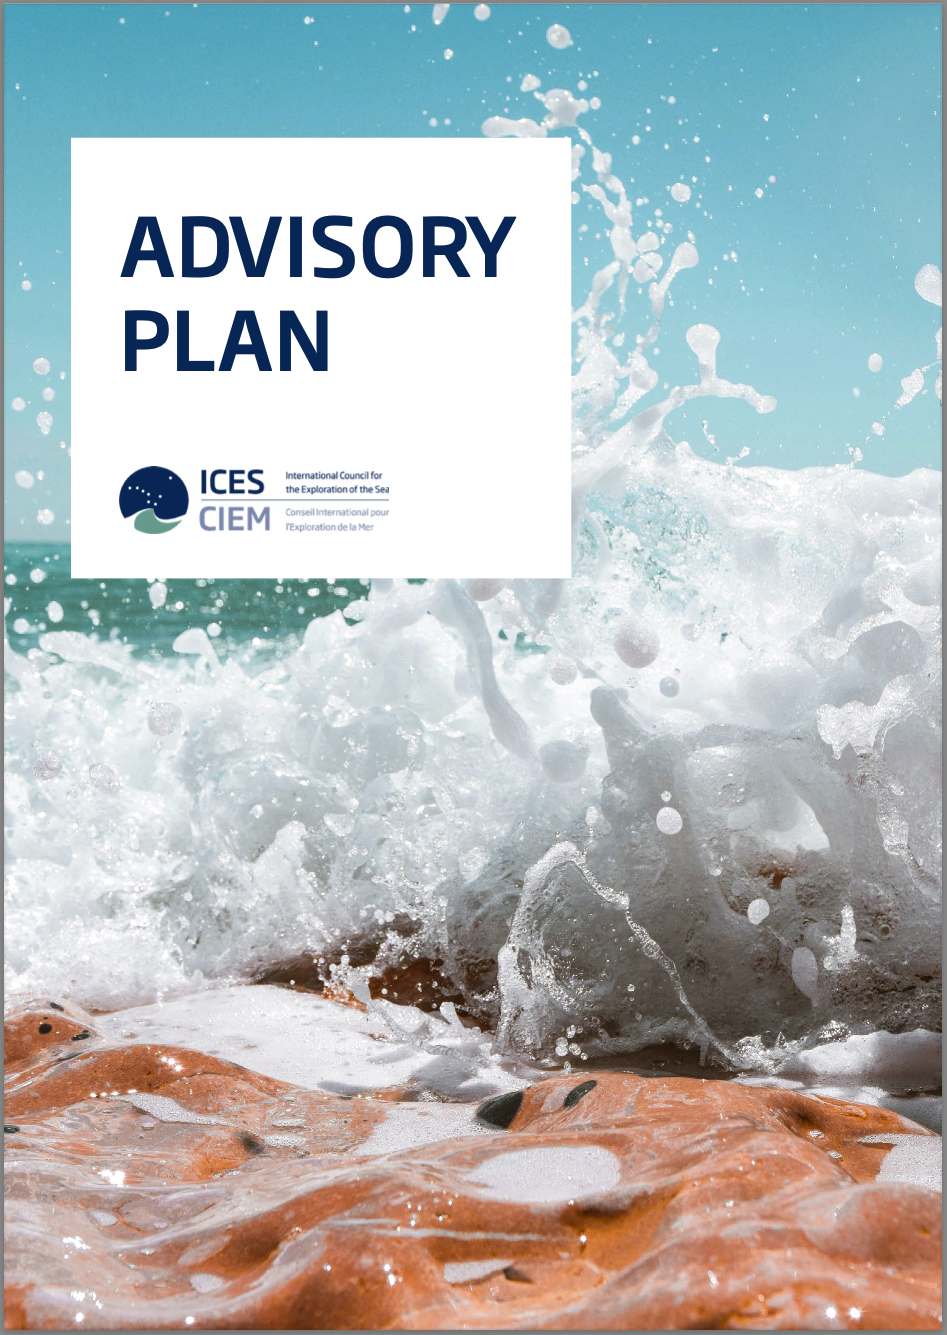 ADVISORY
PLAN
ICES
CIEM
International Council for
the Exploration of the Sea
Conseil International pour
l'Exploration de la Mer